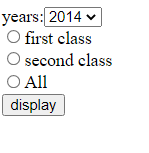 years: 2014
first class
second class
All
display